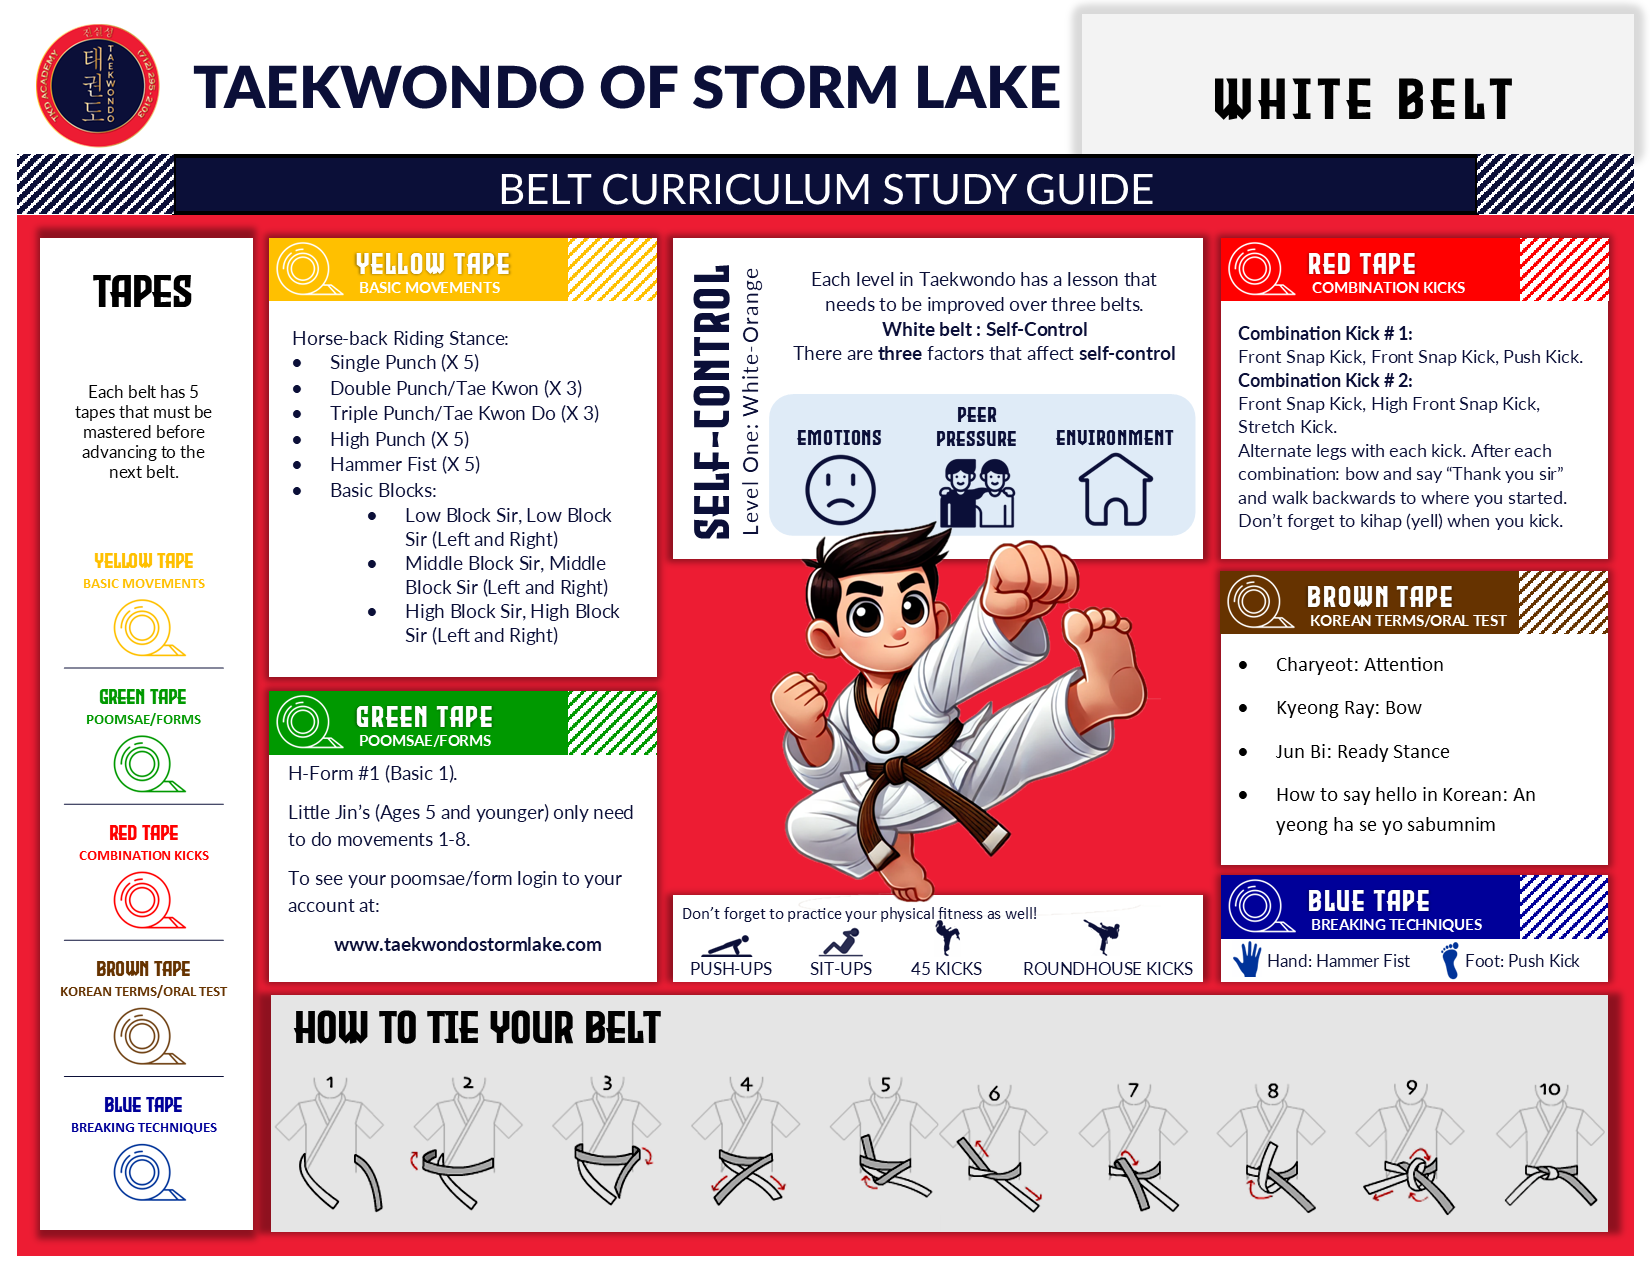 진실성
TKD ACADEMY
(712)295-2103
태권도
TAEKWONDO
TAEKWONDO OF STORM LAKE
WHITE BELT
BELT CURRICULUM STUDY GUIDE
TAPES
Each belt has 5
tapes that must be
mastered before
advancing to the
next belt.
YELLOW TAPE
BASIC MOVEMENTS
GREEN TAPE
POOMSAE/FORMS
RED TAPE
COMBINATION KICKS
BROWN TAPE
KOREAN TERMS/ORAL TEST
BLUE TAPE
BREAKING TECHNIQUES
YELLOW TAPE
BASIC MOVEMENTS
Horse-back Riding Stance:
• Single Punch (X 5)
• Double Punch/Tae Kwon (X 3)
• Triple Punch/Tae Kwon Do (X 3)
• High Punch (X 5)
• Hammer Fist (X 5)
• Basic Blocks:
• Low Block Sir, Low Block
Sir (Left and Right)
• Middle Block Sir, Middle
Block Sir (Left and Right)
• High Block Sir, High Block
Sir (Left and Right)
GREEN TAPE
POOMSAE/FORMS
H-Form #1 (Basic 1).
Little Jin's (Ages 5 and younger) only need
to do movements 1-8.
To see your poomsae/form login to your
account at:
www.taekwondostormlake.com
SELF-CONTROL
Level One: White-Orange
Each level in Taekwondo has a lesson that
needs to be improved over three belts.
White belt : Self-Control
There are three factors that affect self-control
EMOTIONS
PEER
PRESSURE
ENVIRONMENT
Don't forget to practice your physical fitness as well!
PUSH-UPS
SIT-UPS
45 KICKS
ROUNDHOUSE KICKS
RED TAPE
COMBINATION KICKS
Combination Kick # 1:
Front Snap Kick, Front Snap Kick, Push Kick.
Combination Kick # 2:
Front Snap Kick, High Front Snap Kick,
Stretch Kick.
Alternate legs with each kick. After each
combination: bow and say “Thank you sir”
and walk backwards to where you started.
Don't forget to kihap (yell) when you kick.
BROWN TAPE
KOREAN TERMS/ORAL TEST
• Charyeot: Attention
• Kyeong Ray: Bow
• Jun Bi: Ready Stance
• How to say hello in Korean: An
yeong ha se yo sabumnim
BLUE TAPE
BREAKING TECHNIQUES
Hand: Hammer Fist
Foot: Push Kick
HOW TO TIE YOUR BELT
1
2
3
4
5
6
7
8
9
10